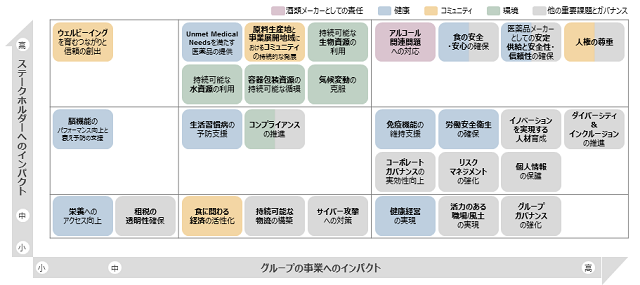 酒類メーカーとしての責任
健康
コミュニティ
環境
他の重要課題とガバナンス
高
ステークホルダーへのインパクト
中
小
ウェルビーイング
を育むつながりと
信頼の創出
Unmet Medical
Needsを満たす
医薬品の提供
原料生産地と
事業展開地域に
おけるコミュニティ
の持続的な発展
持続可能な
生物資源の
利用
アルコール
関連問題
への対応
食の安全
・安心の確保
医薬品メーカー
としての安定
供給と安全性・
信頼性の確保
人権の尊重
持続可能な
水資源の利用
容器包装資源の
持続可能な循環
気候変動の
克服
脳機能の
パフォーマンス向上と
衰え予防の支援
生活習慣病の
予防支援
コンプライアンス
の推進
免疫機能の
維持支援
労働安全衛生
の確保
イノベーション
を実現する
人材育成
ダイバーシティ
&
インクルージョン
の推進
コーポレート
ガバナンスの
実効性向上
リスク
マネジメント
の強化
個人情報
の保護
栄養への
アクセス向上
租税の
透明性確保
食に関わる
経済の活性化
持続可能な
物流の構築
サイバー攻撃
への対策
健康経営
の実現
活力のある
職場/風土
の実現
グループ
ガバナンス
の強化
小
中
グループの事業へのインパクト
高